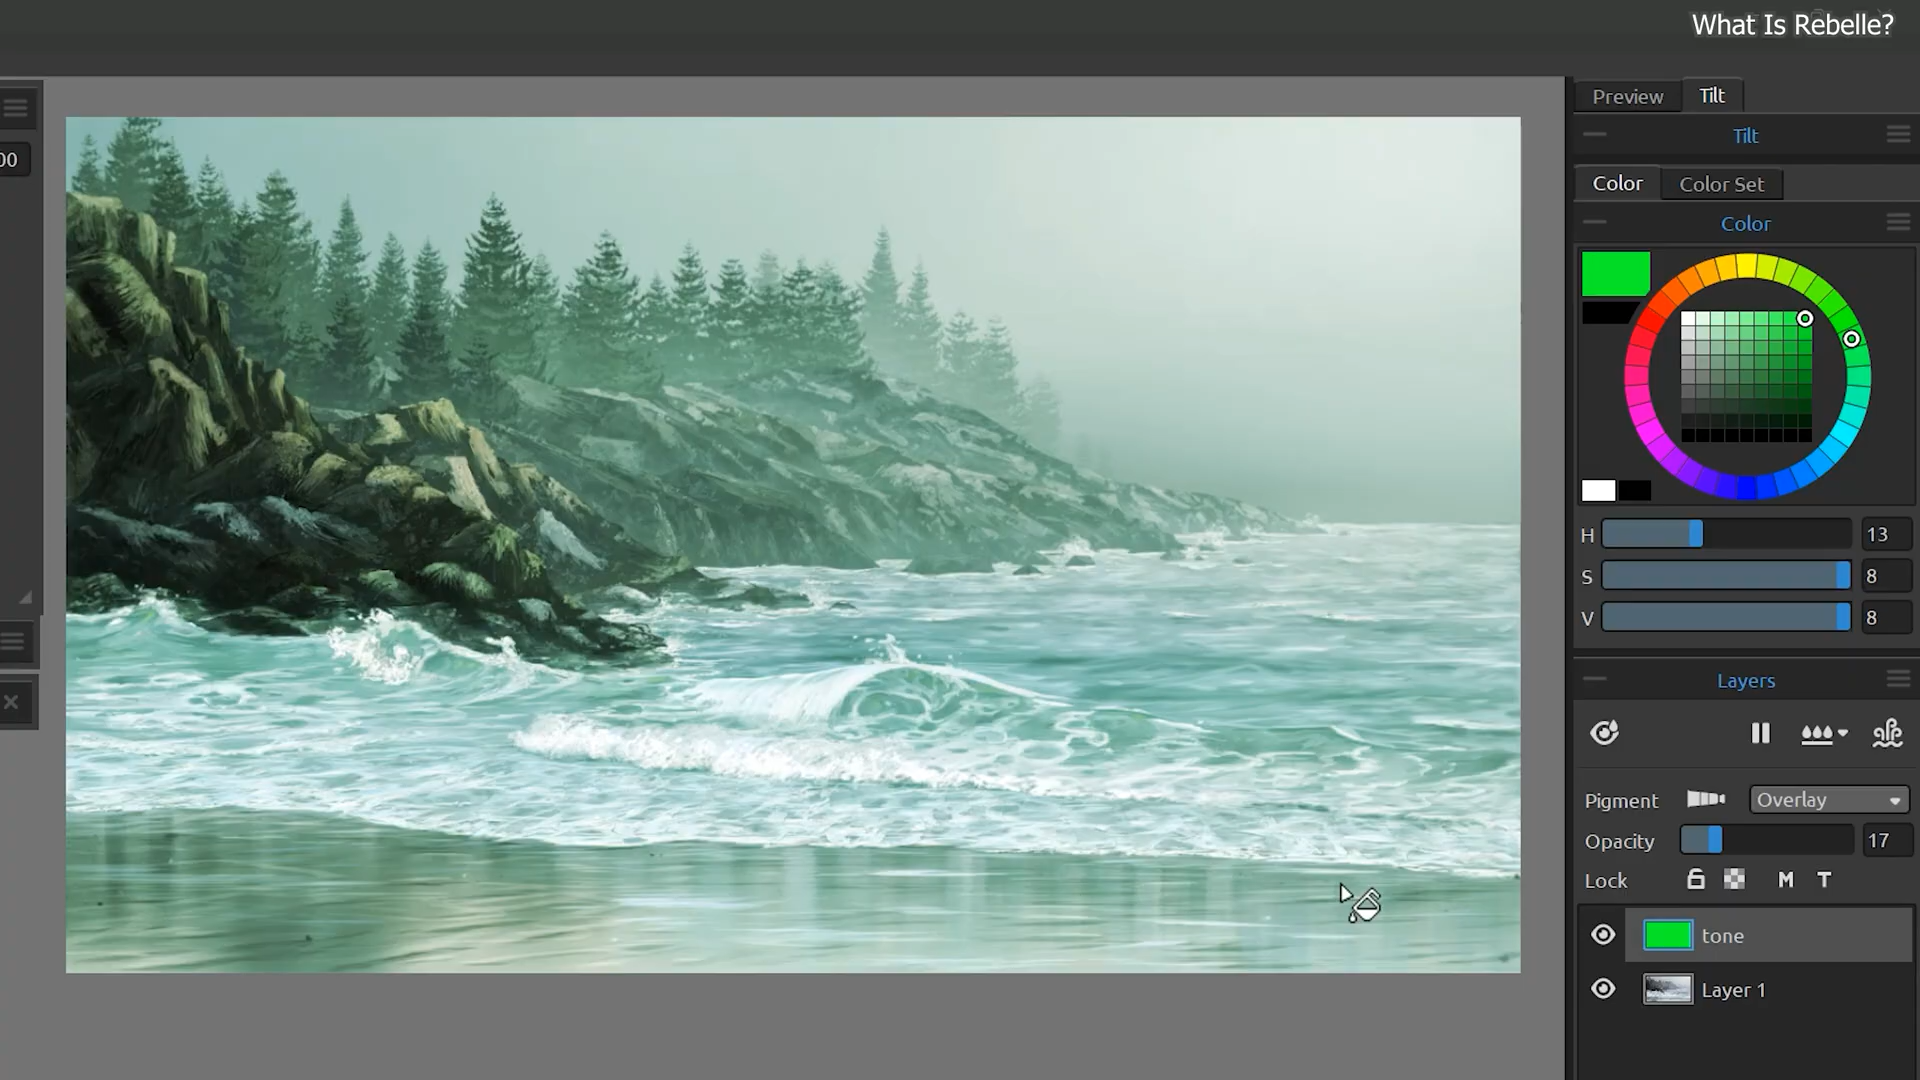 What Is Rebelle?
Preview Tilt
Tilt
00
Color Color Set
Color
H 13
S 8
V 8
Layers
Pigment Overlay
Opacity 17
Lock M T
tone
Layer 1